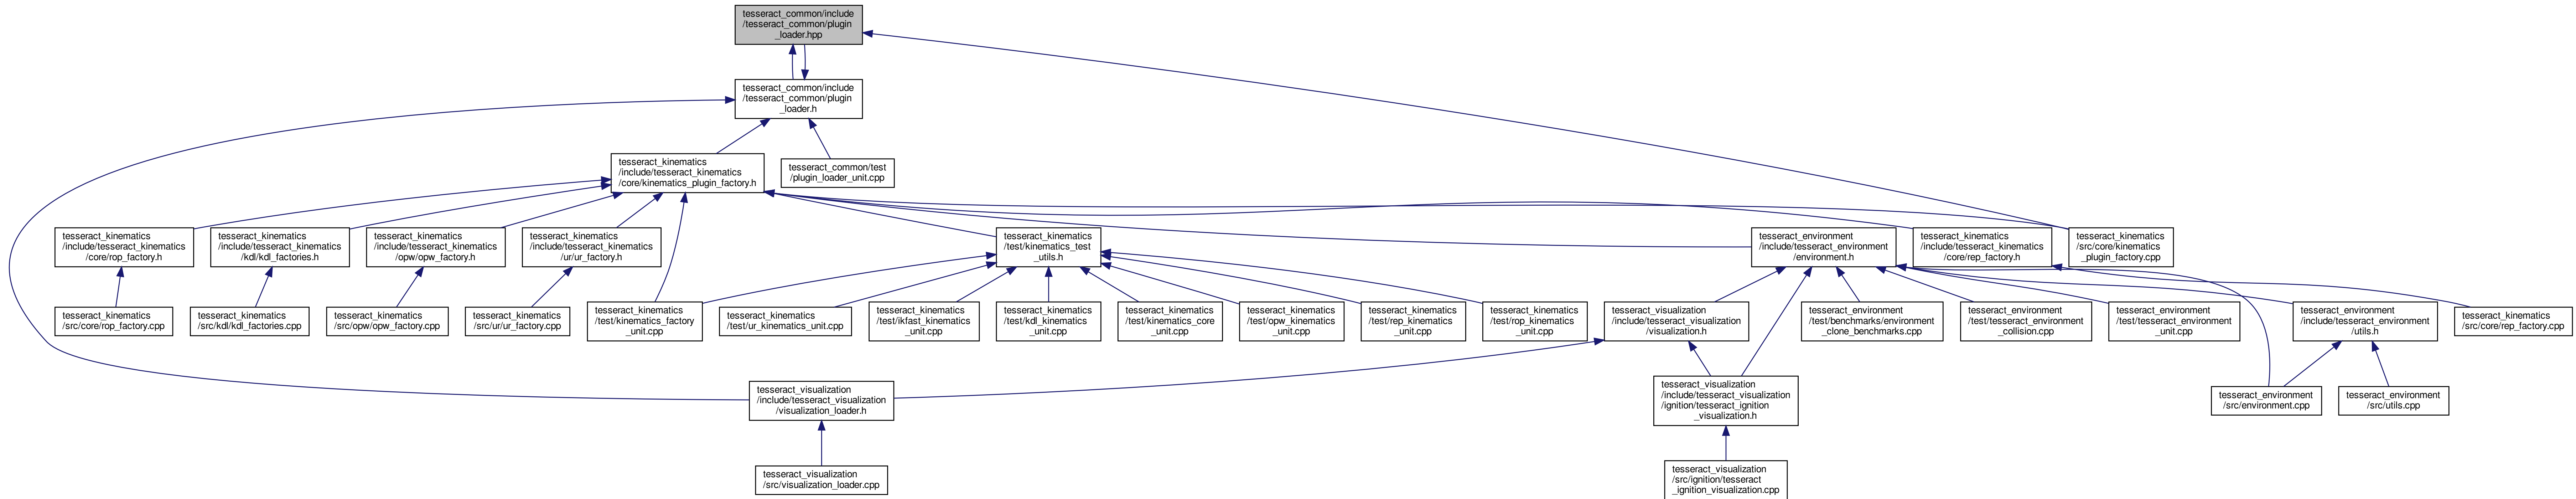 tesseract_common/include
/tesseract_common/plugin
_loader.hpp
tesseract_common/include
/tesseract_common/plugin
_loader.h
tesseract_kinematics
/include/tesseract_kinematics
/core/kinematics_plugin_factory.h
tesseract_common/test
/plugin_loader_unit.cpp
tesseract_kinematics
/include/tesseract_kinematics
/core/rop_factory.h
tesseract_kinematics
/include/tesseract_kinematics
/kdl/kdl_factories.h
tesseract_kinematics
/include/tesseract_kinematics
/opw/opw_factory.h
tesseract_kinematics
/include/tesseract_kinematics
/ur/ur_factory.h
tesseract_kinematics
/test/kinematics_test
_utils.h
tesseract_environment
/include/tesseract_environment
/environment.h
tesseract_kinematics
/include/tesseract_kinematics
/core/rep_factory.h
tesseract_kinematics
/src/core/kinematics
_plugin_factory.cpp
tesseract_kinematics
/src/core/rop_factory.cpp
tesseract_kinematics
/src/kdl/kdl_factories.cpp
tesseract_kinematics
/src/opw/opw_factory.cpp
tesseract_kinematics
/src/ur/ur_factory.cpp
tesseract_kinematics
/test/kinematics_factory
_unit.cpp
tesseract_kinematics
/test/ur_kinematics_unit.cpp
tesseract_kinematics
/test/ikfast_kinematics
_unit.cpp
tesseract_kinematics
/test/kdl_kinematics
_unit.cpp
tesseract_kinematics
/test/kinematics_core
_unit.cpp
tesseract_kinematics
/test/opw_kinematics
_unit.cpp
tesseract_kinematics
/test/rep_kinematics
_unit.cpp
tesseract_kinematics
/test/rop_kinematics
_unit.cpp
tesseract_visualization
/include/tesseract_visualization
/visualization.h
tesseract_environment
/test/benchmarks/environment
_clone_benchmarks.cpp
tesseract_environment
/test/tesseract_environment
_collision.cpp
tesseract_environment
/test/tesseract_environment
_unit.cpp
tesseract_environment
/include/tesseract_environment
/utils.h
tesseract_kinematics
/src/core/rep_factory.cpp
tesseract_visualization
/include/tesseract_visualization
/visualization_loader.h
tesseract_visualization
/include/tesseract_visualization
/ignition/tesseract_ignition
_visualization.h
tesseract_environment
/src/environment.cpp
tesseract_environment
/src/utils.cpp
tesseract_visualization
/src/visualization_loader.cpp
tesseract_visualization
/src/ignition/tesseract
_ignition_visualization.cpp